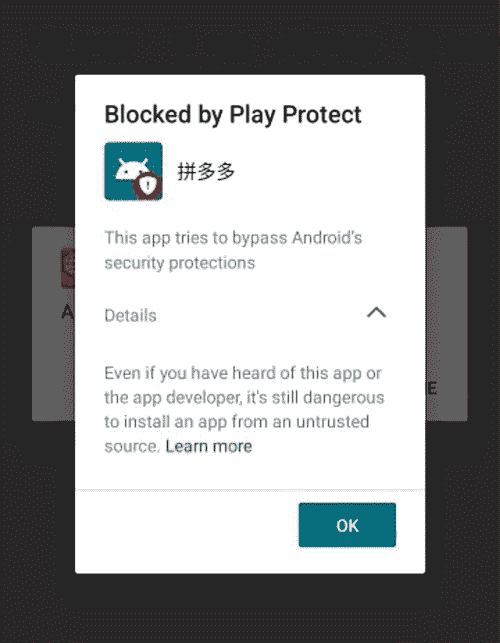 Blocked by Play Protect
拼多多
This app tries to bypass Android's
security protections
Details
Even if you have heard of this app or
the app developer, it's still dangerous
to install an app from an untrusted
source. Learn more
A
E
OK